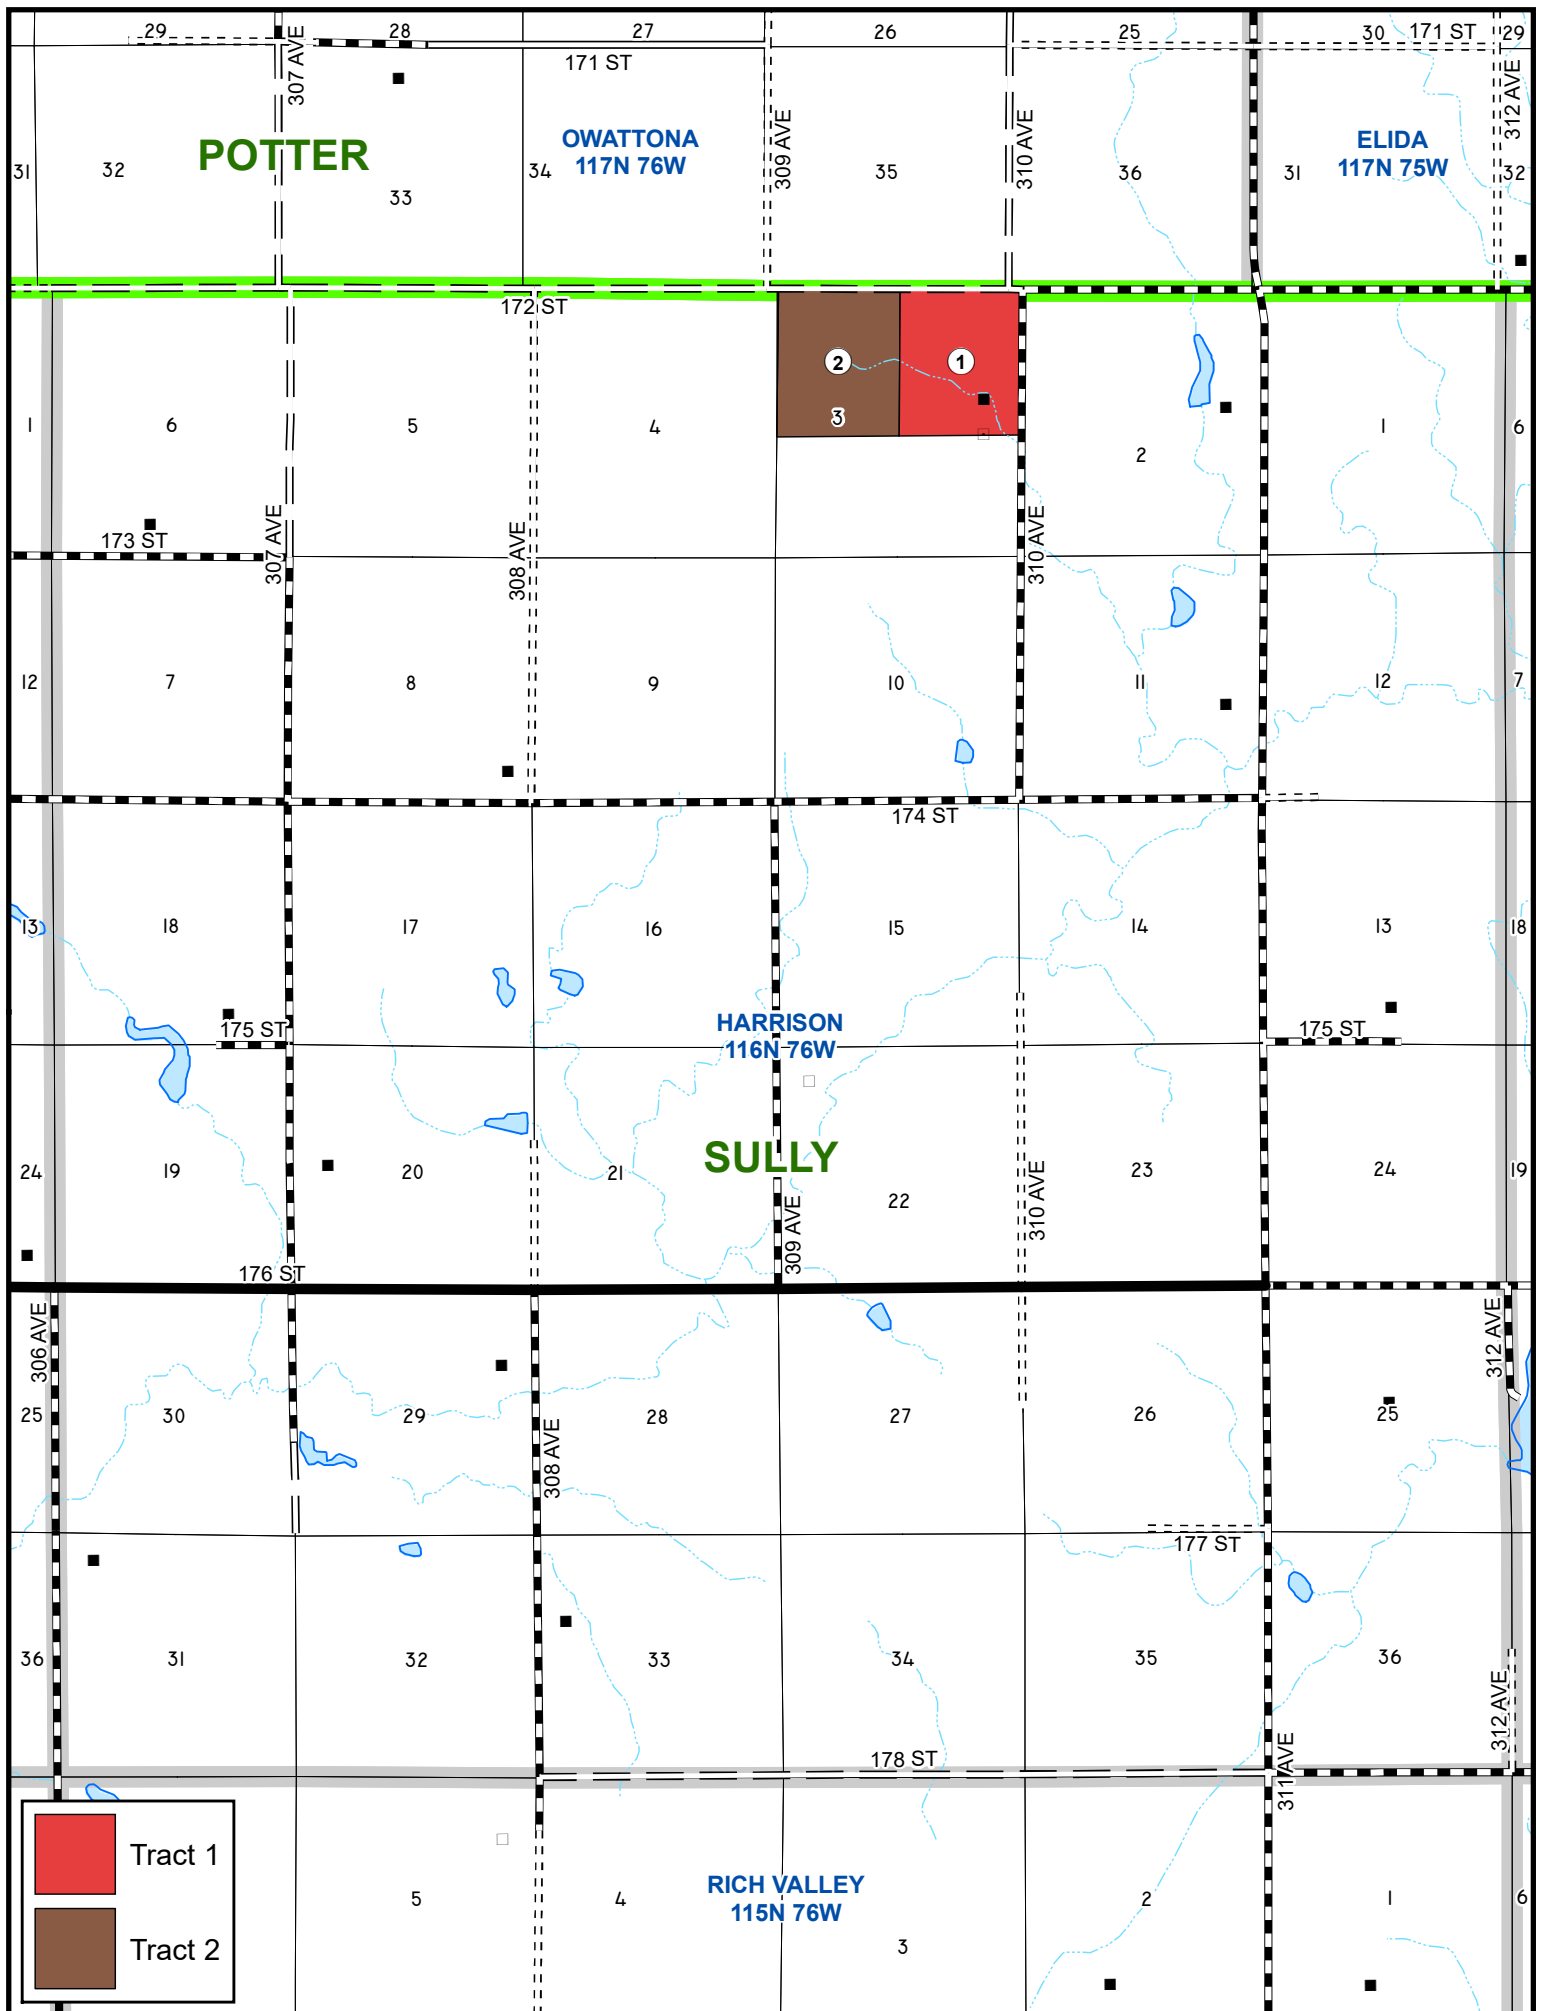 29
28
27
26
25
30
171 ST
29
307 AVE
171 ST
312 AVE
POTTER
OWATTONA
117N 76W
309 AVE
310 AVE
ELIDA
117N 75W
31
32
33
34
35
36
31
32
172 ST
2
1
3
1
6
5
4
2
1
6
173 ST
307 AVE
308 AVE
310 AVE
12
7
8
9
10
11
12
7
174 ST
13
18
17
16
15
14
13
18
175 ST
HARRISON
116N 76W
175 ST
SULLY
24
19
20
21
22
23
24
19
309 AVE
310 AVE
176 ST
306 AVE
312 AVE
25
30
29
28
27
26
25
308 AVE
177 ST
36
31
32
33
34
35
36
312 AVE
178 ST
311 AVE
Tract 1
Tract 2
5
4
RICH VALLEY
115N 76W
3
2
1
6